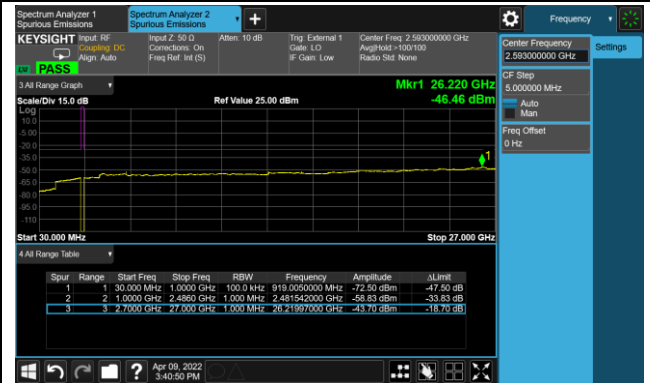 Spectrum Analyzer 1
Spurious Emissions
Spectrum Analyzer 2
Spurious Emissions
Frequency
KEYSIGHT
Input: RF
Coupling: DC
Align: Auto
Input Z: 50 Ω
Corrections: On
Freq Ref: Int (S)
Atten: 10 dB
Trig: External 1
Gate: LO
IF Gain: Low
Center Freq: 2.593000000 GHz
Avg|Hold:>100/100
Radio Std: None
PASS
Center Frequency
2.593000000 GHz
Settings
CF Step
5.000000 MHz
Auto
Man
Freq Offset
0 Hz
3 All Range Graph
Mkr1 26.220 GHz
Scale/Div 15.0 dB
Ref Value 25.00 dBm
-46.46 dBm
Log
10.0
-5.00
-20.0
-35.0
1
-50.0
-65.0
-80.0
-95.0
-110
Start 30.000 MHz
Stop 27.000 GHz
4 All Range Table
Spur Range Start Freq Stop Freq RBW Frequency Amplitude ΔLimit
1 1 30.000 MHz 1.0000 GHz 100.0 kHz 919.0050000 MHz -72.50 dBm -47.50 dB
2 2 1.0000 GHz 2.4860 GHz 1.000 MHz 2.481542000 GHz -58.83 dBm -33.83 dB
3 3 2.7000 GHz 27.000 GHz 1.000 MHz 26.21997000 GHz -43.70 dBm -18.70 dB
?
Apr 09, 2022
3:40:50 PM